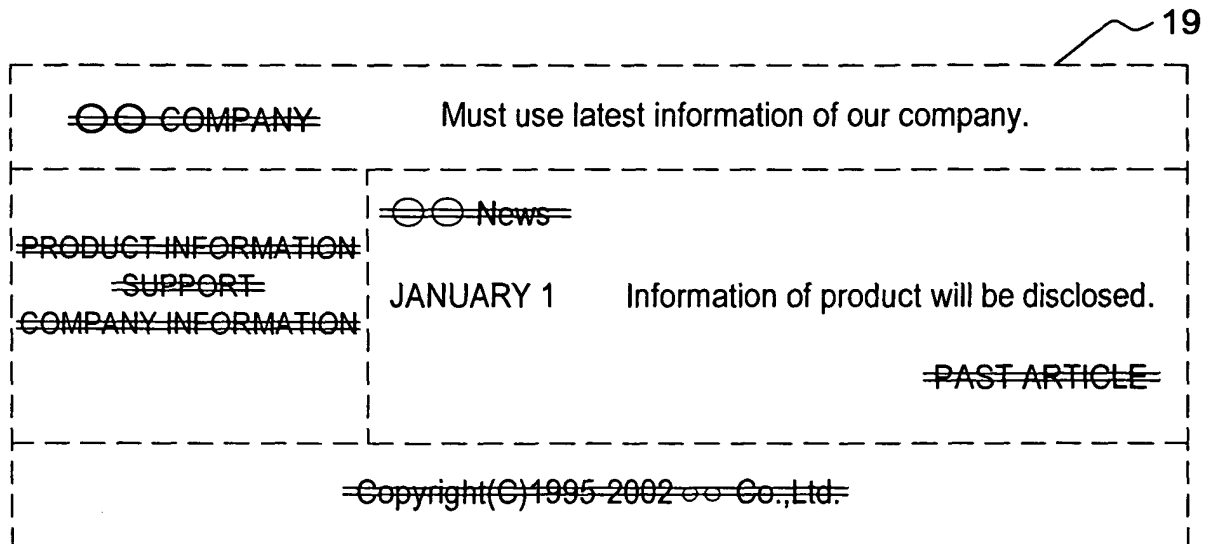 19
○○ COMPANY Must use latest information of our company.
○○ News
PRODUCT INFORMATION
SUPPORT
COMPANY INFORMATION
JANUARY 1 Information of product will be disclosed.
PAST ARTICLE
Copyright(C)1995-2002 ○○ Co.,Ltd.